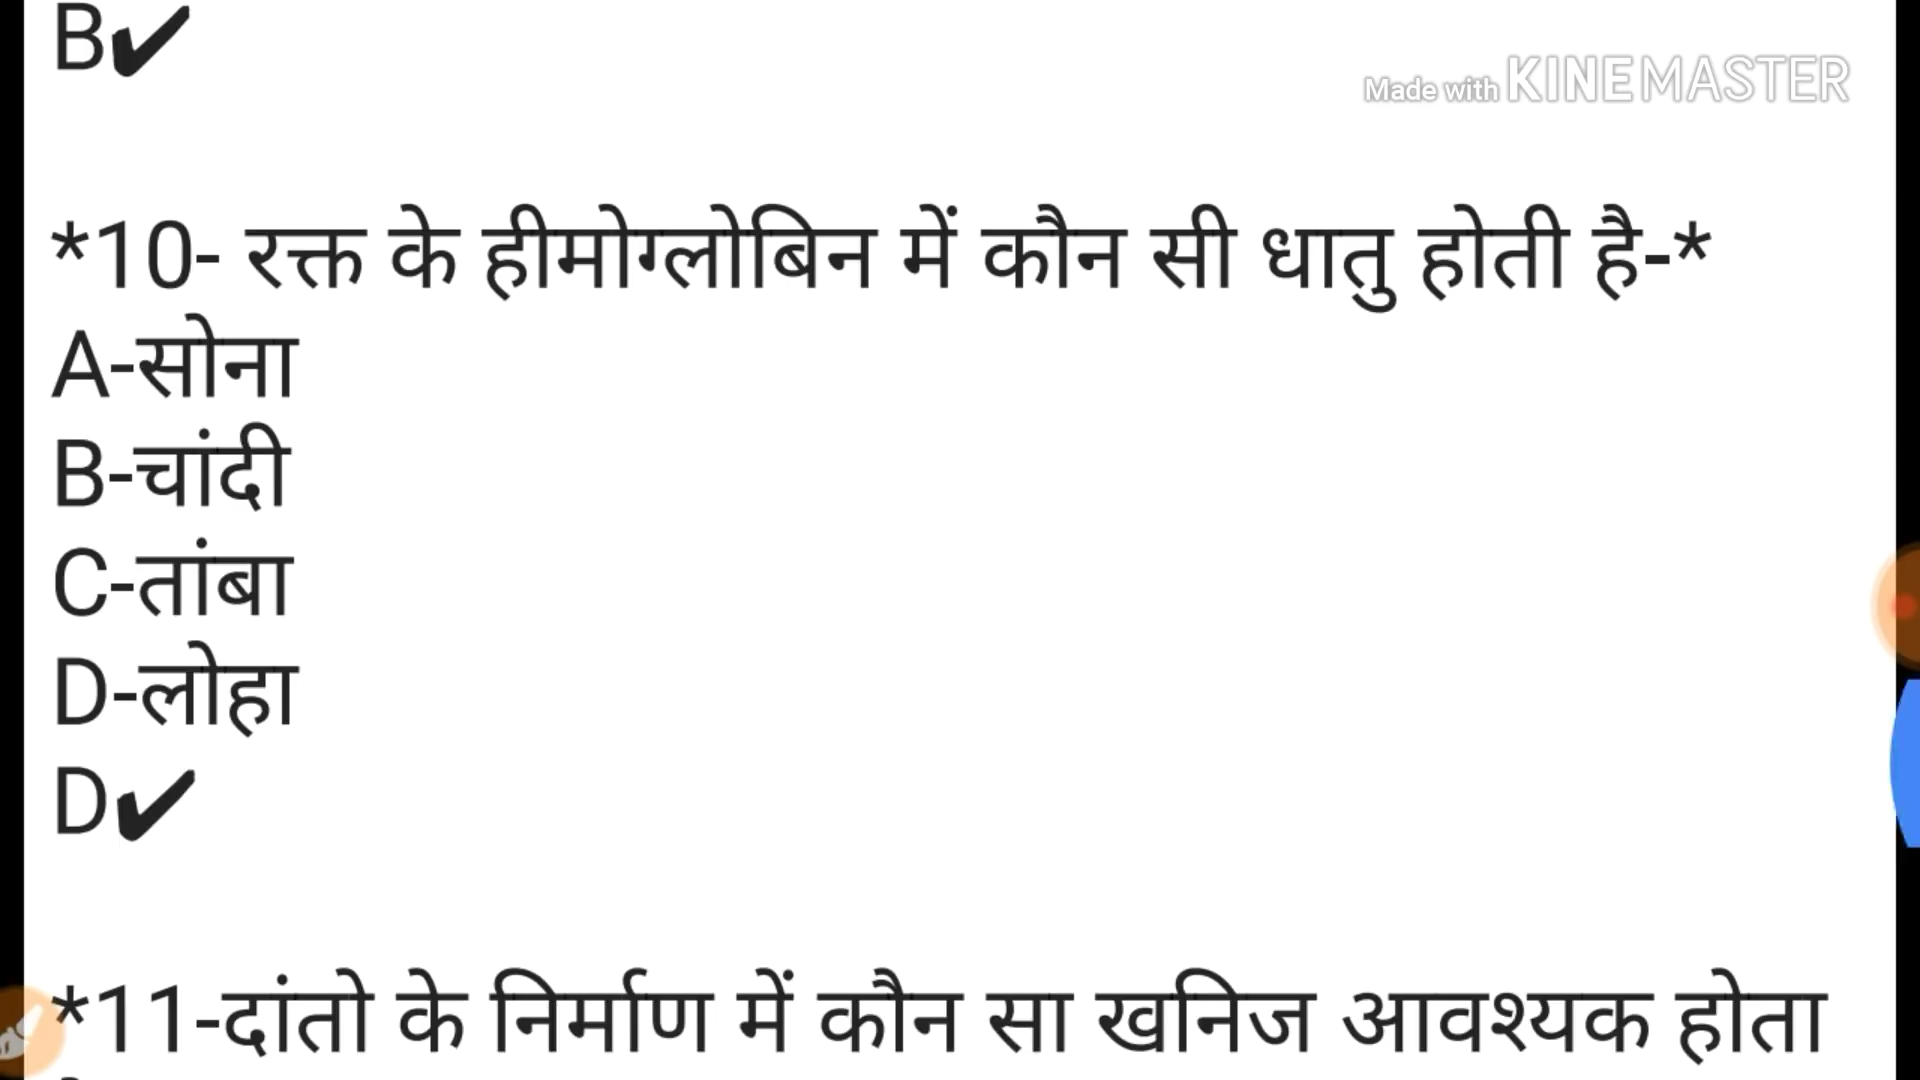 B✔
Made with KINEMASTER
*10- रक्त के हीमोग्लोबिन में कौन सी धातु होती है-*
A-सोना
B-चांदी
C-तांबा
D-लोहा
D✔
*11-दांतो के निर्माण में कौन सा खनिज आवश्यक होता